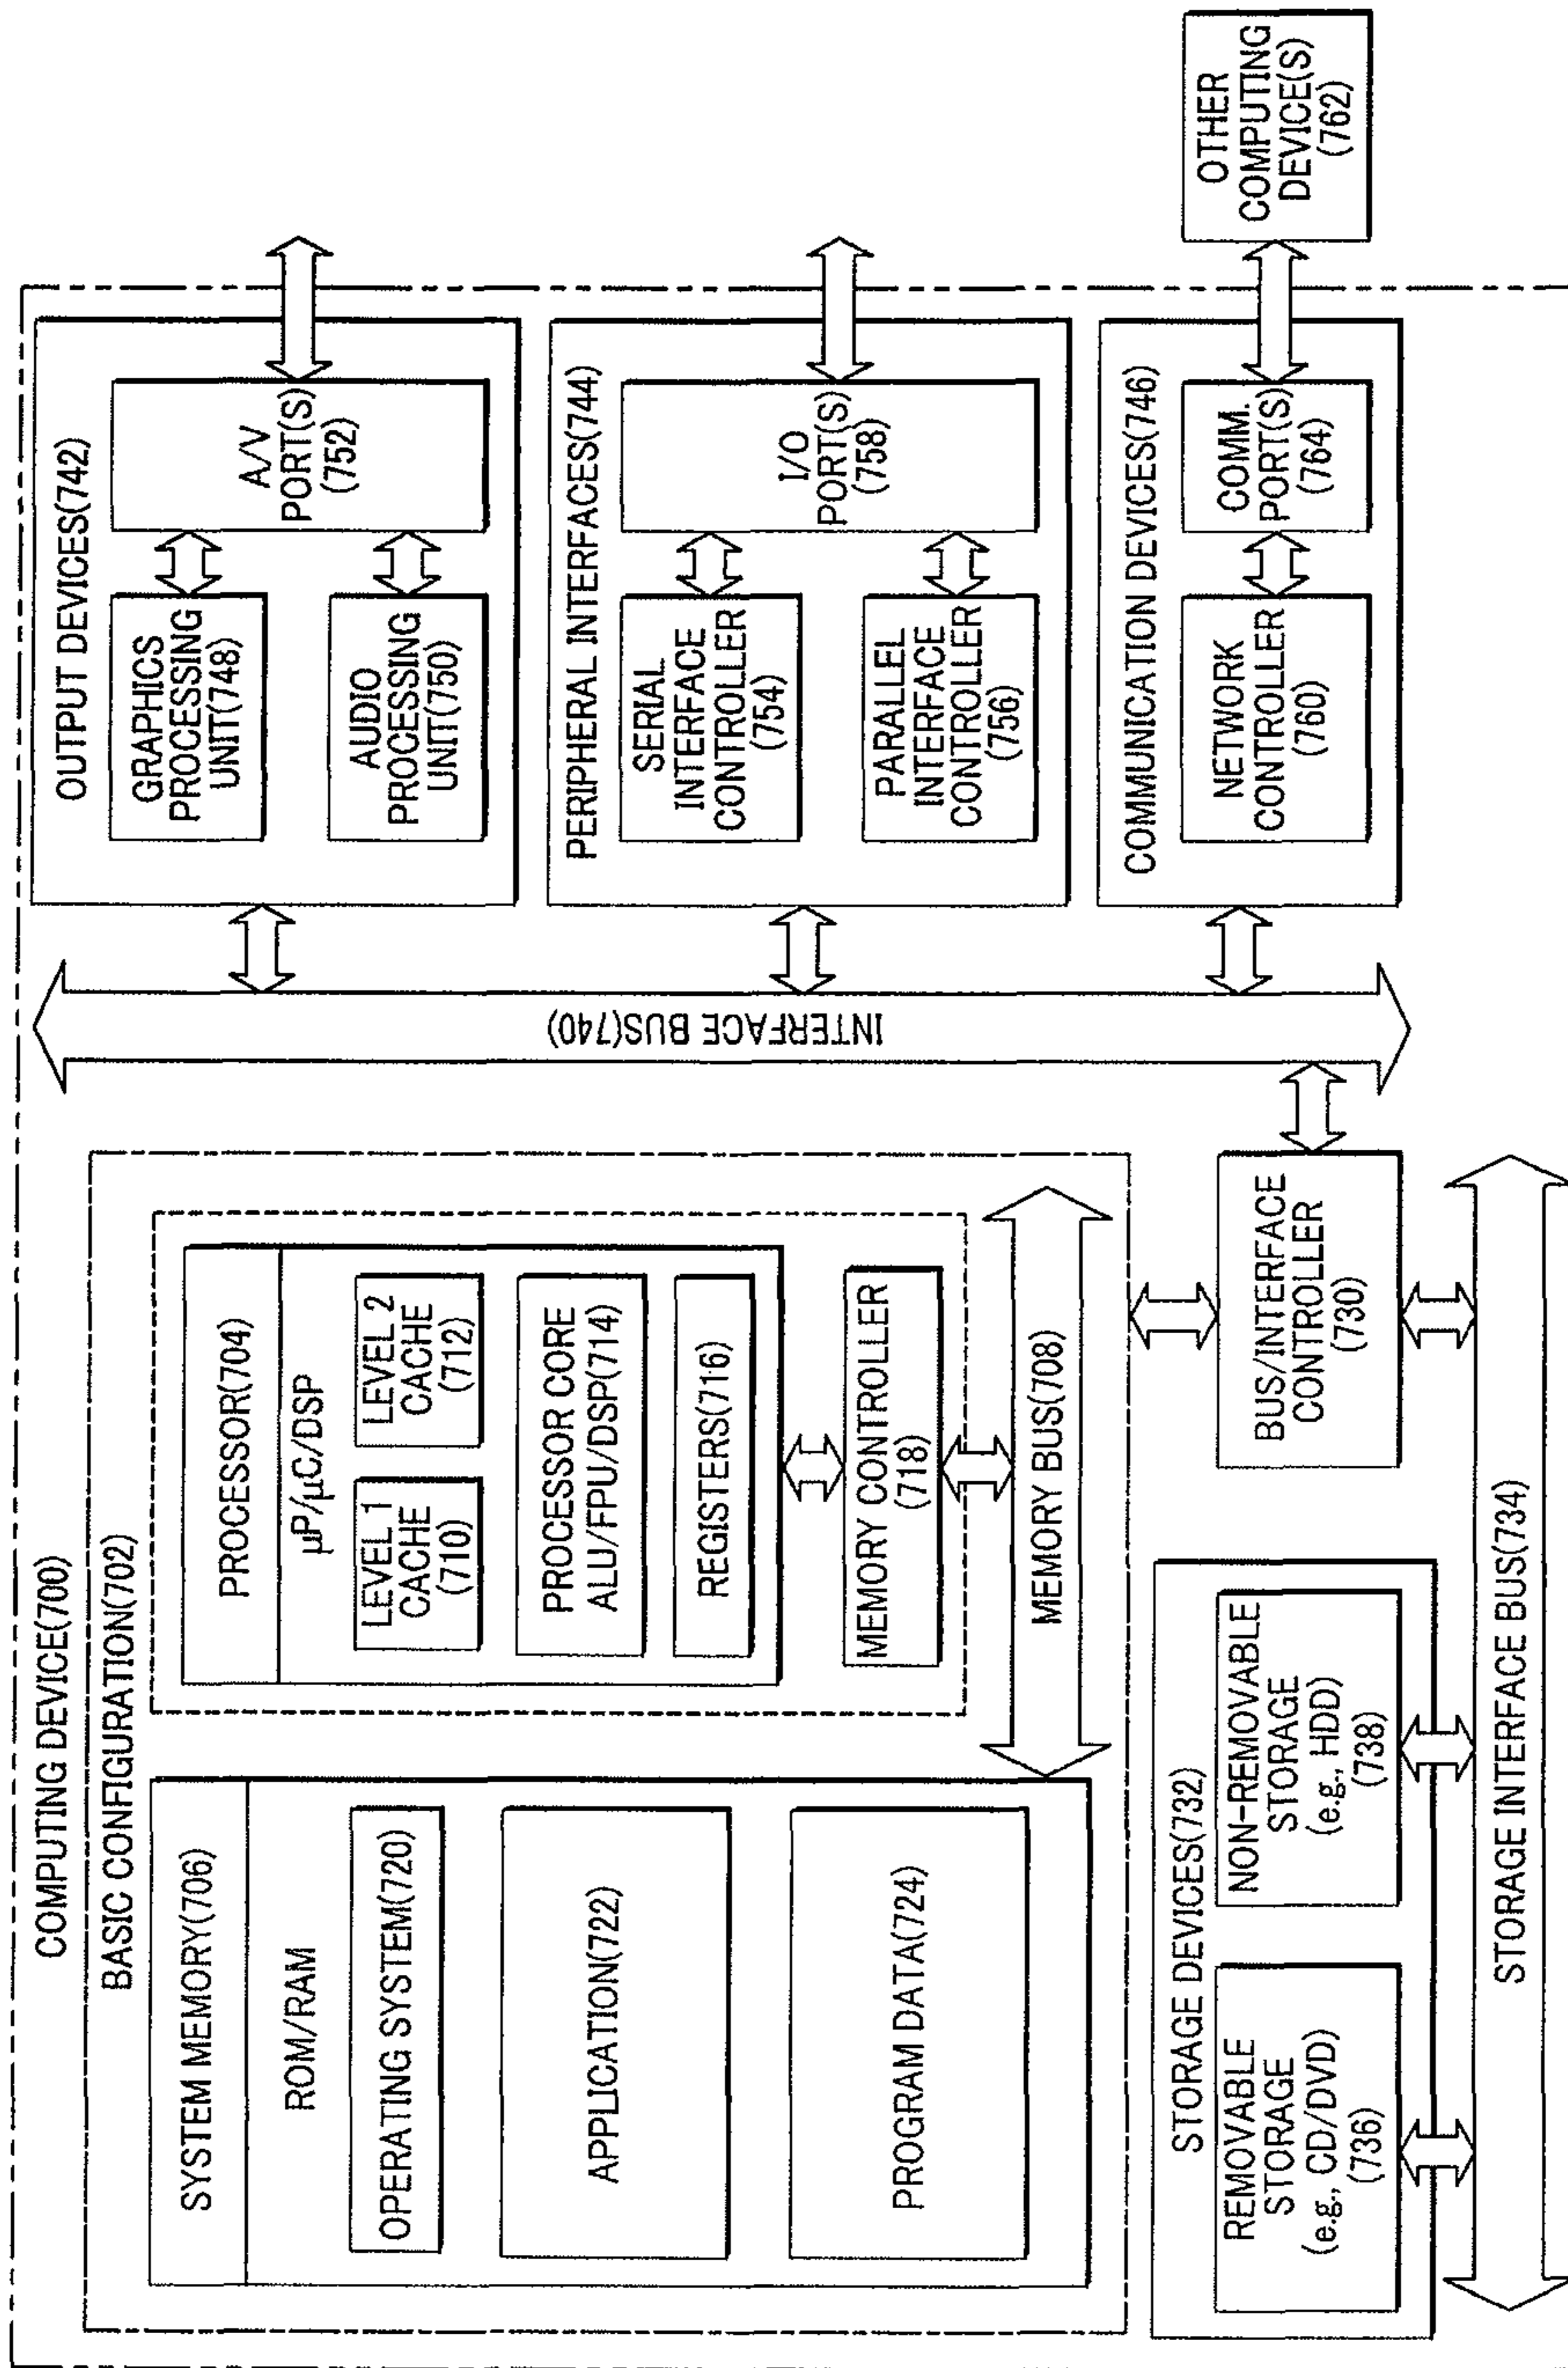 COMPUTING DEVICE(700)
BASIC CONFIGURATION(702)
SYSTEM MEMORY(706)
ROM/RAM
OPERATING SYSTEM(720)
APPLICATION(722)
PROGRAM DATA(724)
PROCESSOR(704)
µP/µC/DSP
LEVEL 1
CACHE
(710)
LEVEL 2
CACHE
(712)
PROCESSOR CORE
ALU/FPU/DSP(714)
REGISTERS(716)
MEMORY CONTROLLER
(718)
MEMORY BUS(708)
BUS/INTERFACE
CONTROLLER
(730)
STORAGE DEVICES(732)
REMOVABLE
STORAGE
(e.g., CD/DVD)
(736)
NON-REMOVABLE
STORAGE
(e.g., HDD)
(738)
STORAGE INTERFACE BUS(734)
INTERFACE BUS(740)
OUTPUT DEVICES(742)
GRAPHICS
PROCESSING
UNIT(748)
AUDIO
PROCESSING
UNIT(750)
A/V
PORT(S)
(752)
PERIPHERAL INTERFACES(744)
SERIAL
INTERFACE
CONTROLLER
(754)
PARALLEL
INTERFACE
CONTROLLER
(756)
I/O
PORT(S)
(758)
COMMUNICATION DEVICES(746)
NETWORK
CONTROLLER
(760)
COMM.
PORT(S)
(764)
OTHER
COMPUTING
DEVICE(S)
(762)